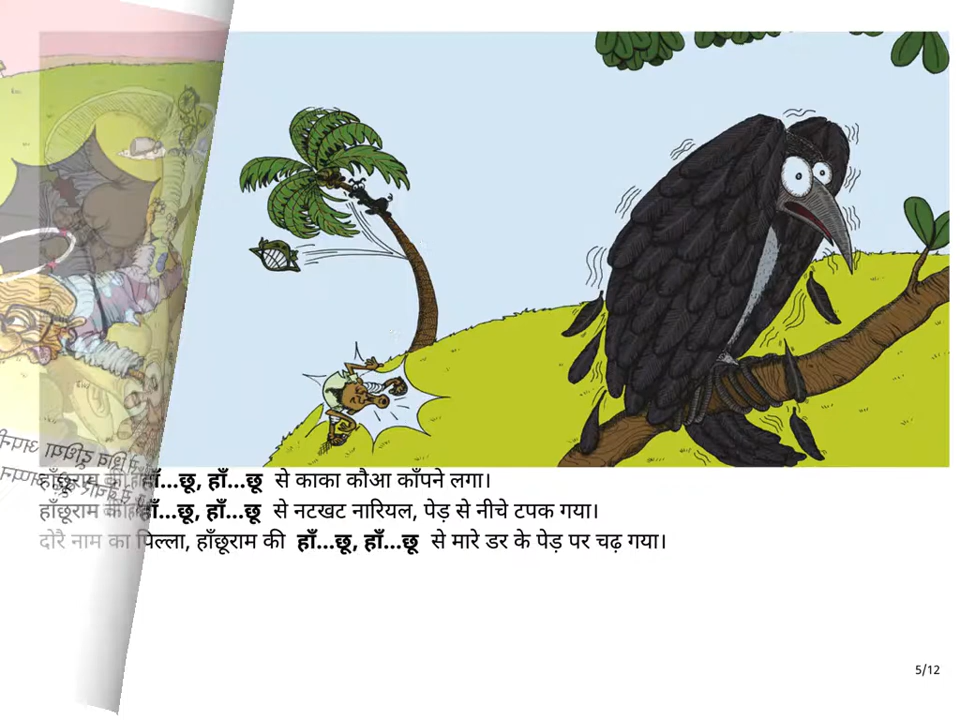 हाँछूराम की हाँ...छू, हाँ...छू से काका कौआ काँपने लगा।
हाँछूराम की हाँ...छू, हाँ...छू से नटखट नारियल, पेड़ से नीचे टपक गया।
दोरै नाम का पिल्ला, हाँछूराम की हाँ...छू, हाँ...छू से मारे डर के पेड़ पर चढ़ गया।
5/12